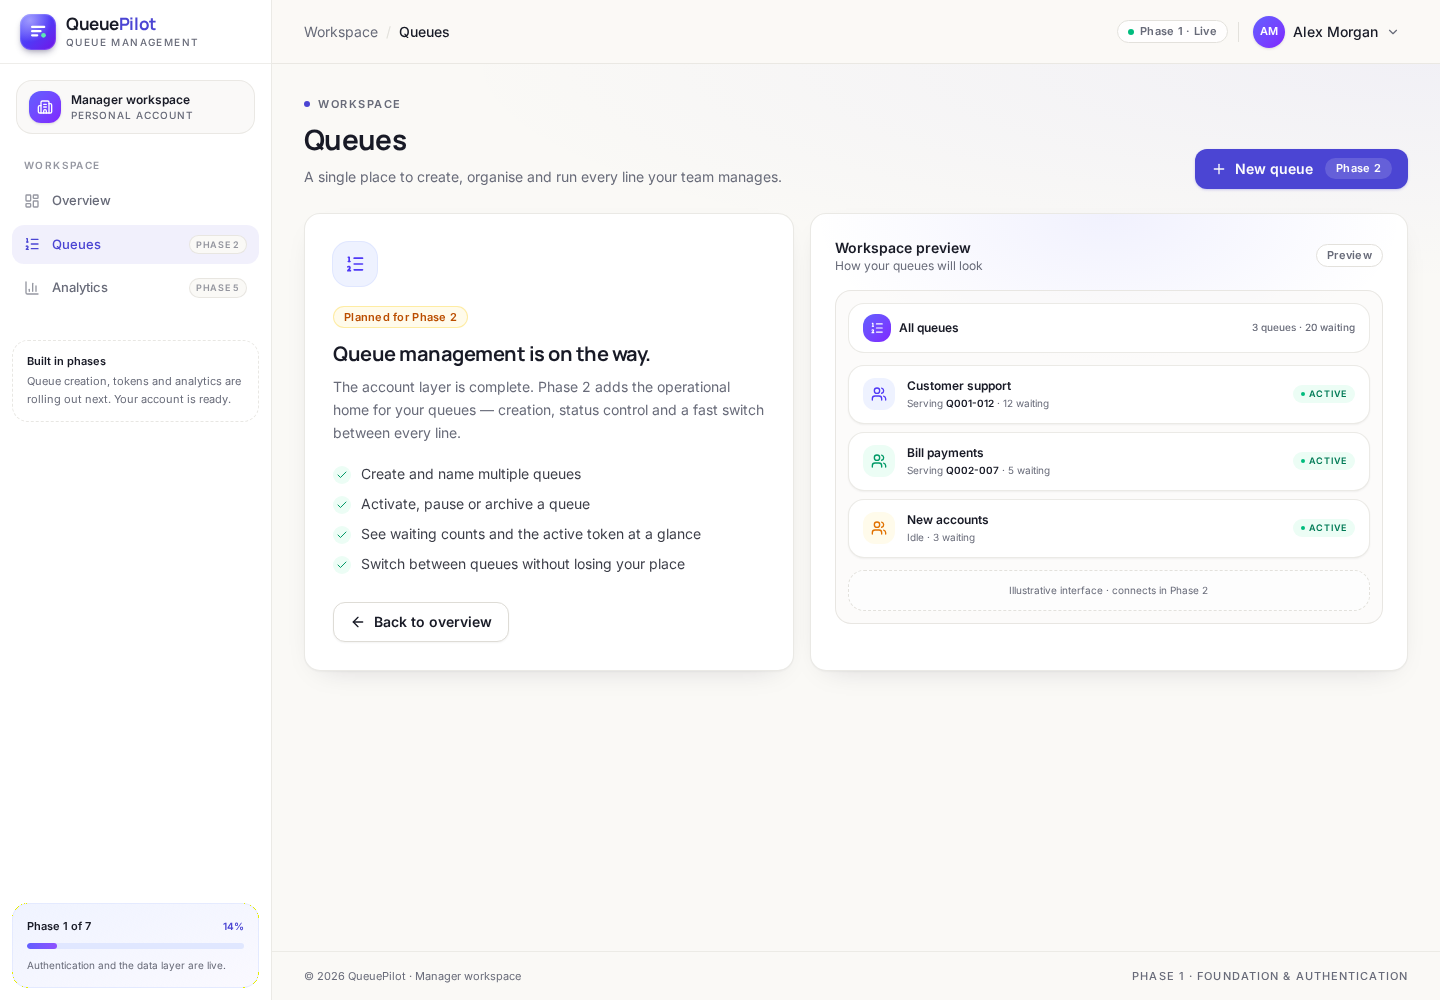 QueuePilot
QUEUE MANAGEMENT
Workspace / Queues
Phase 1 · Live
AM
Alex Morgan
Manager workspace
PERSONAL ACCOUNT
WORKSPACE
Overview
Queues
PHASE 2
Analytics
PHASE 5
Built in phases
Queue creation, tokens and analytics are
rolling out next. Your account is ready.
Phase 1 of 7
14%
Authentication and the data layer are live.
WORKSPACE
Queues
A single place to create, organise and run every line your team manages.
New queue
Phase 2
Planned for Phase 2
Queue management is on the way.
The account layer is complete. Phase 2 adds the operational
home for your queues — creation, status control and a fast switch
between every line.
Create and name multiple queues
Activate, pause or archive a queue
See waiting counts and the active token at a glance
Switch between queues without losing your place
Back to overview
Workspace preview
How your queues will look
Preview
All queues
3 queues · 20 waiting
Customer support
Serving Q001-012 · 12 waiting
ACTIVE
Bill payments
Serving Q002-007 · 5 waiting
ACTIVE
New accounts
Idle · 3 waiting
ACTIVE
Illustrative interface · connects in Phase 2
© 2026 QueuePilot · Manager workspace
PHASE 1 · FOUNDATION & AUTHENTICATION